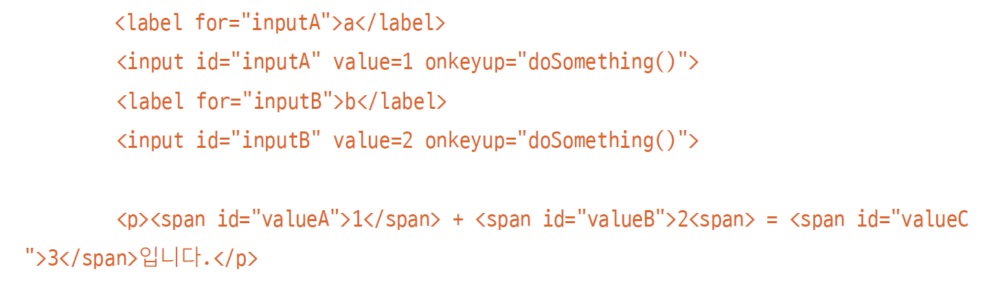 <label for="inputA">a</label>
<input id="inputA" value=1 onkeyup="doSomething()">
<label for="inputB">b</label>
<input id="inputB" value=2 onkeyup="doSomething()">
<p><span id="valueA">1</span> + <span id="valueB">2<span> = <span id="valueC
">3</span>입니다.</p>